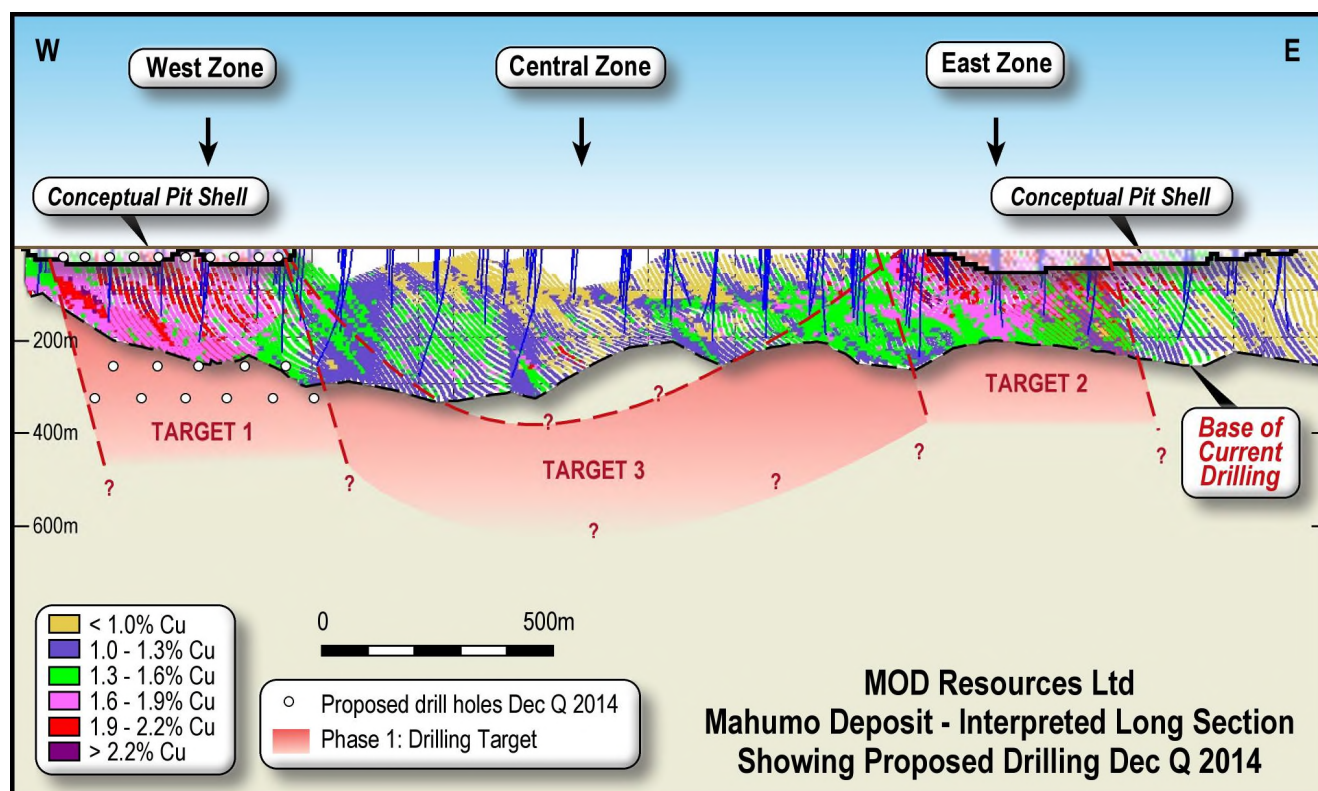 W
E
West Zone
Central Zone
East Zone
Conceptual Pit Shell
Conceptual Pit Shell
200m
400m
600m
TARGET 1
TARGET 2
TARGET 3
?
?
?
?
?
?
?
?
Base of
Current
Drilling
< 1.0% Cu
1.0 - 1.3% Cu
1.3 - 1.6% Cu
1.6 - 1.9% Cu
1.9 - 2.2% Cu
> 2.2% Cu
0 500m
Proposed drill holes Dec Q 2014
Phase 1: Drilling Target
MOD Resources Ltd
Mahumo Deposit - Interpreted Long Section
Showing Proposed Drilling Dec Q 2014